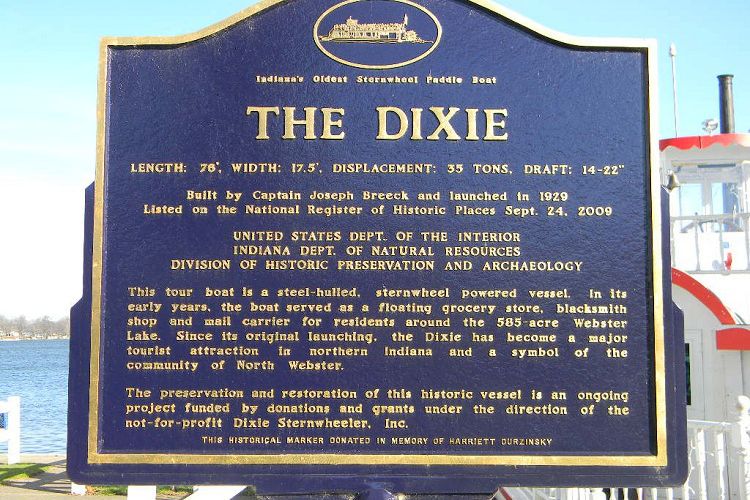 Indiana's Oldest Sternwheel Paddle Boat
THE DIXIE
LENGTH: 76', WIDTH: 17.5', DISPLACEMENT: 35 TONS, DRAFT: 14-22"
Built by Captain Joseph Breeck and launched in 1929
Listed on the National Register of Historic Places Sept. 24, 2009
UNITED STATES DEPT. OF THE INTERIOR
INDIANA DEPT. OF NATURAL RESOURCES
DIVISION OF HISTORIC PRESERVATION AND ARCHAEOLOGY
This tour boat is a steel-hulled, sternwheel powered vessel. In its
early years, the boat served as a floating grocery store, blacksmith
shop and mail carrier for residents around the 585-acre Webster
Lake. Since its original launching, the Dixie has become a major
tourist attraction in northern Indiana and a symbol of the
community of North Webster.
The preservation and restoration of this historic vessel is an ongoing
project funded by donations and grants under the direction of the
not-for-profit Dixie Sternwheeler, Inc.
THIS HISTORICAL MARKER DONATED IN MEMORY OF HARRIETT DURZINSKY